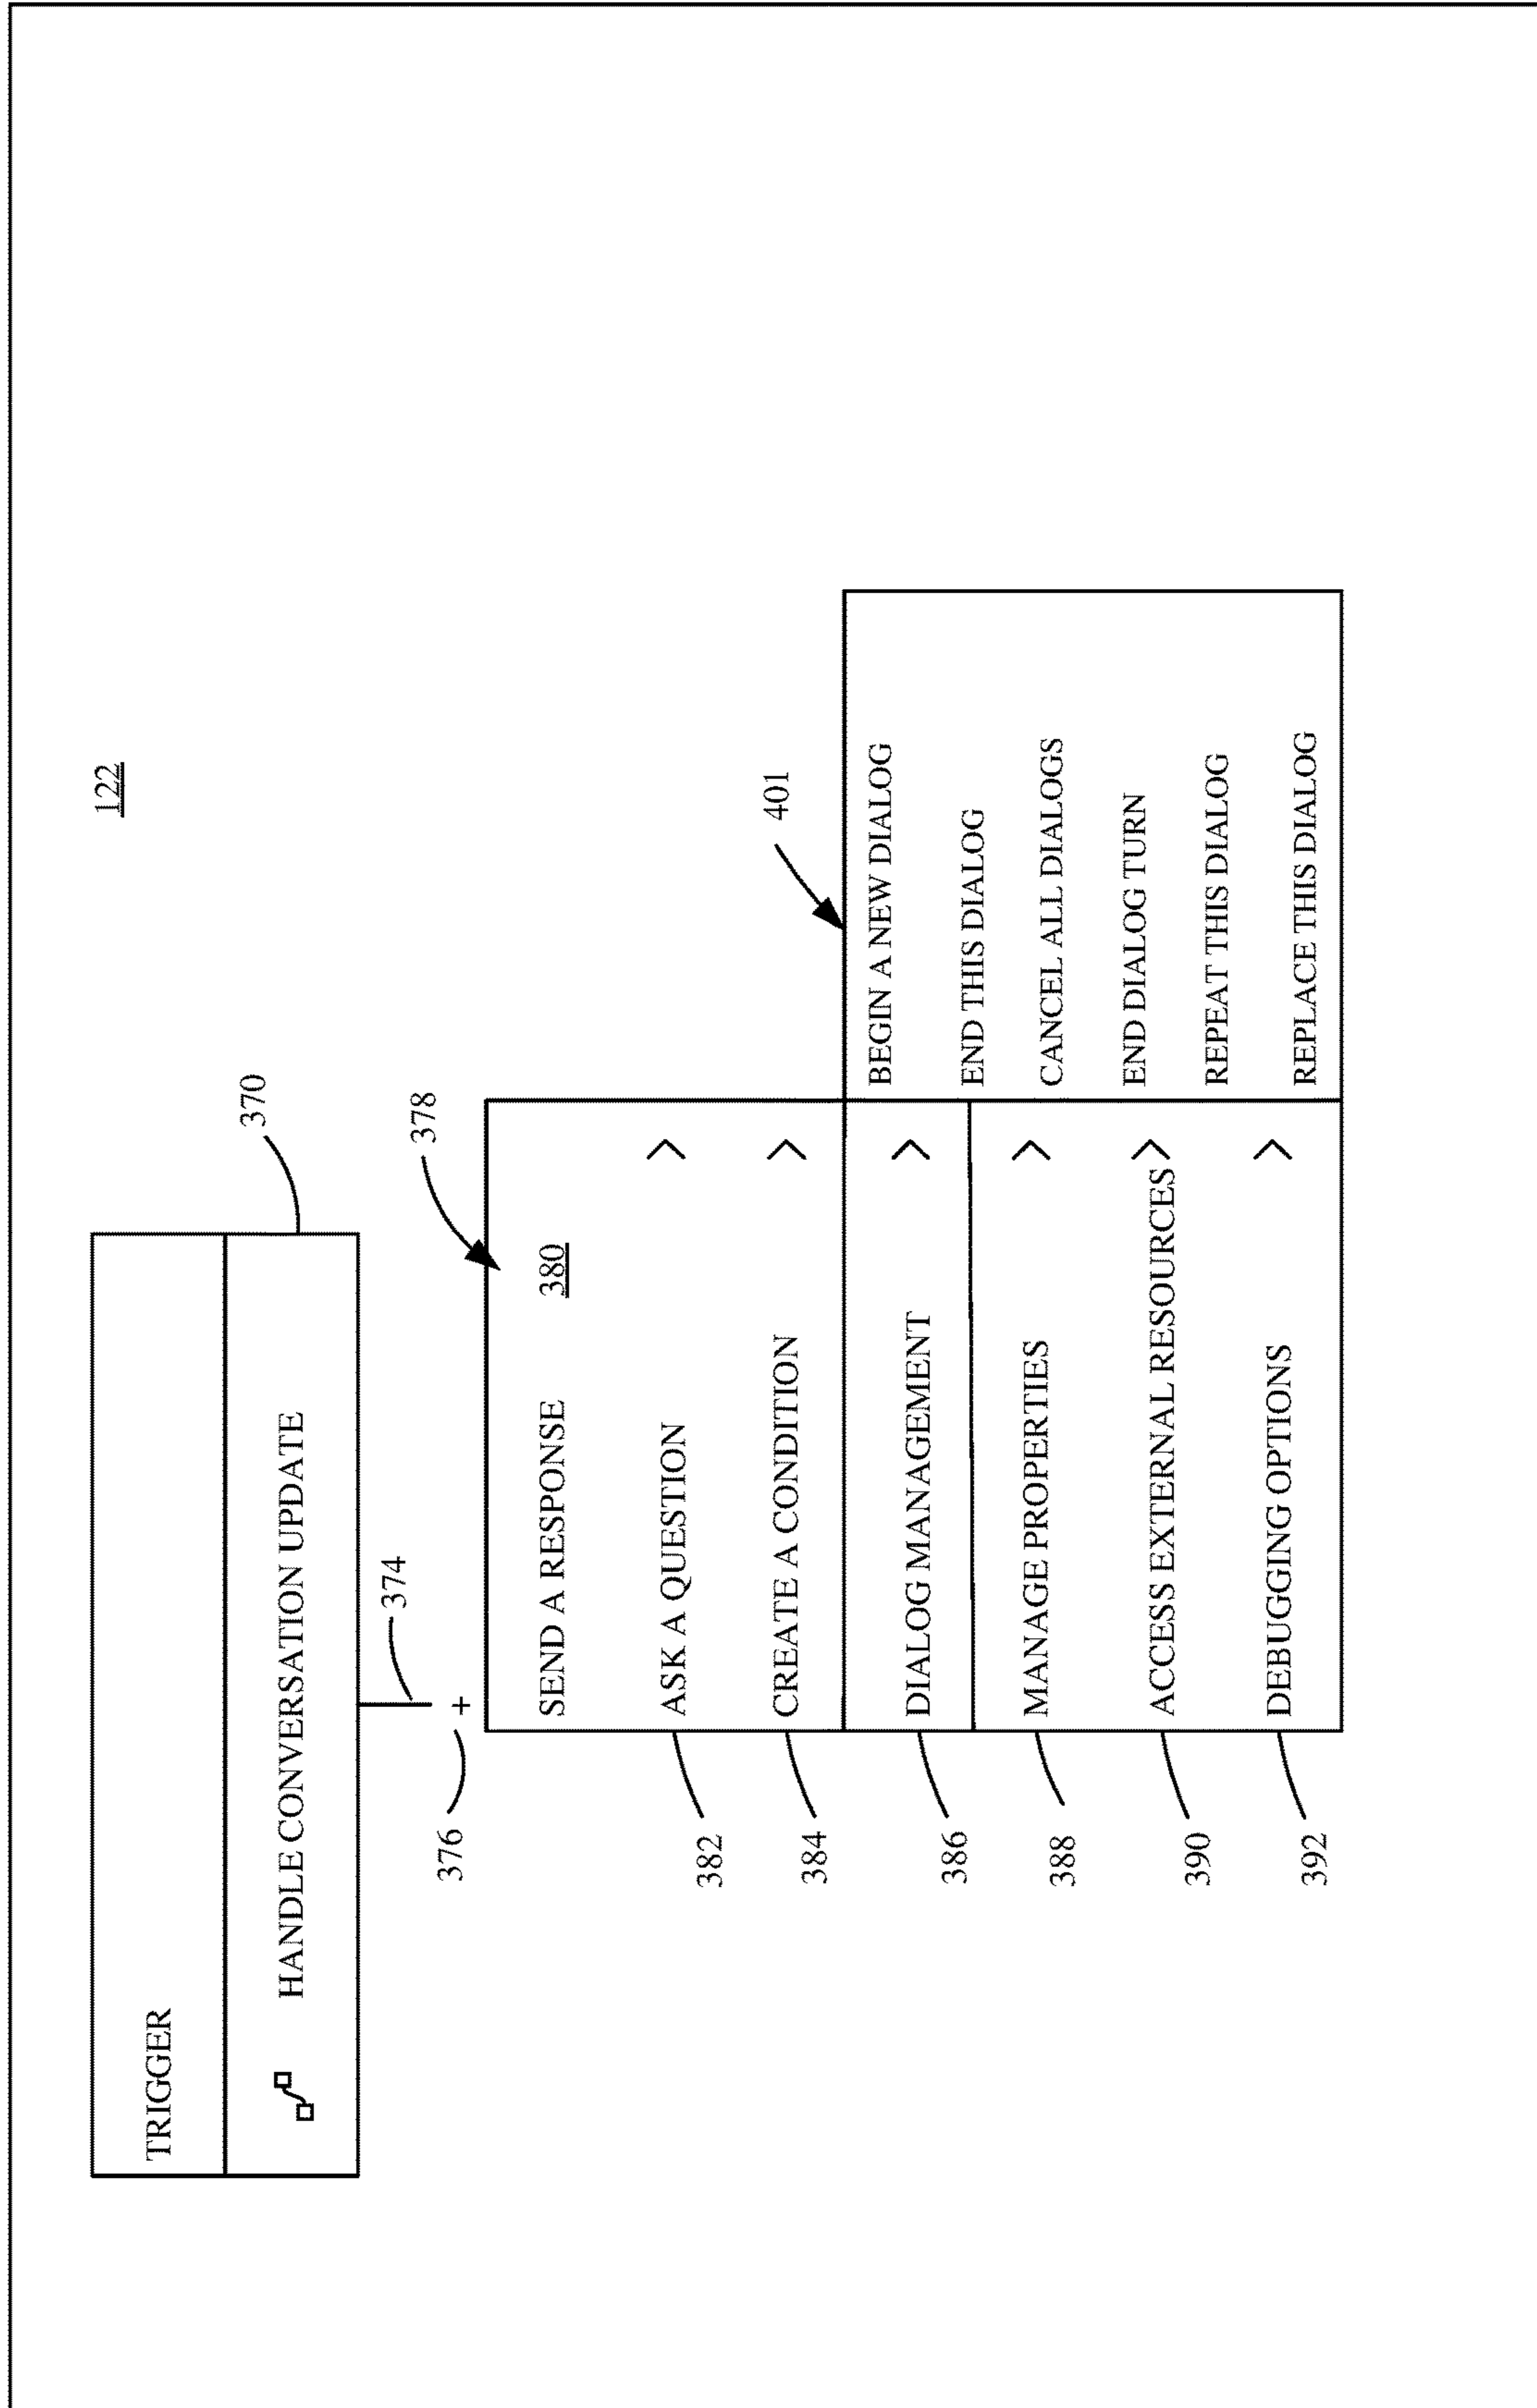 122
TRIGGER
HANDLE CONVERSATION UPDATE
370
374
376
+
378
SEND A RESPONSE
380
382
ASK A QUESTION >
384
CREATE A CONDITION >
386
DIALOG MANAGEMENT >
388
MANAGE PROPERTIES >
390
ACCESS EXTERNAL RESOURCES >
392
DEBUGGING OPTIONS >
401
BEGIN A NEW DIALOG
END THIS DIALOG
CANCEL ALL DIALOGS
END DIALOG TURN
REPEAT THIS DIALOG
REPLACE THIS DIALOG